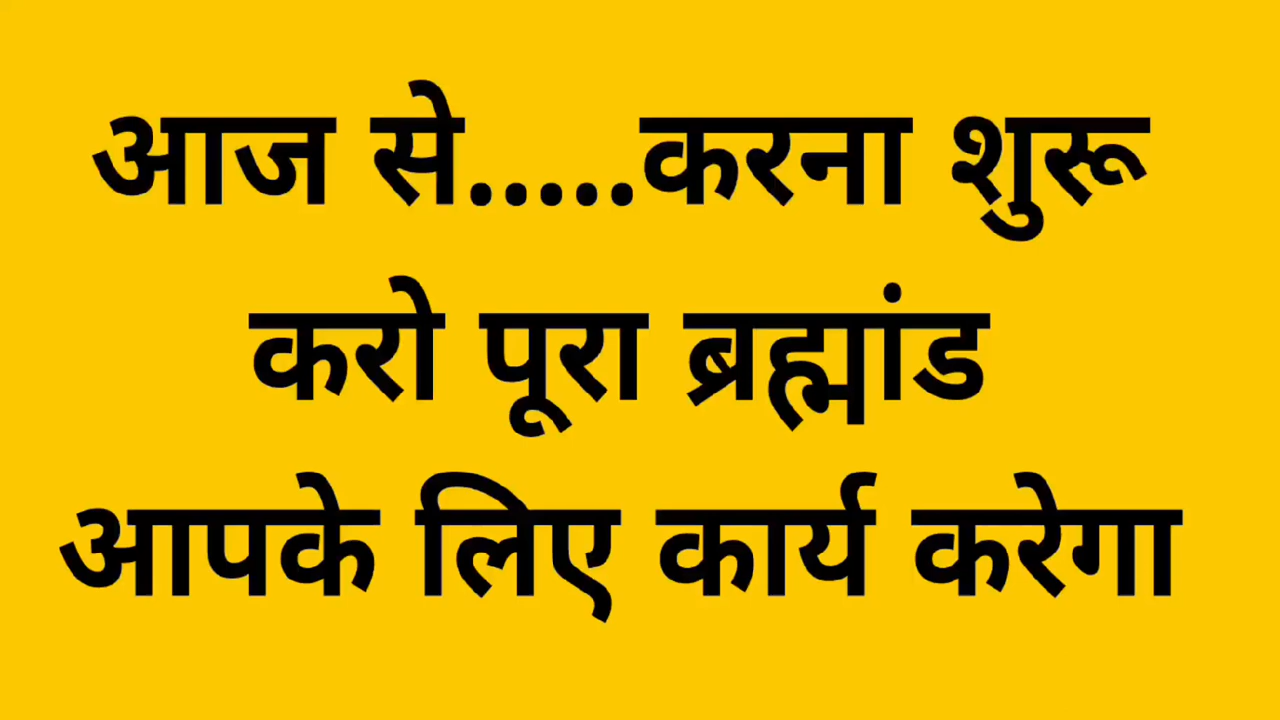 आज से.....करना शुरू
करो पूरा ब्रह्मांड
आपके लिए कार्य करेगा